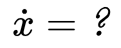 ẋ = ?